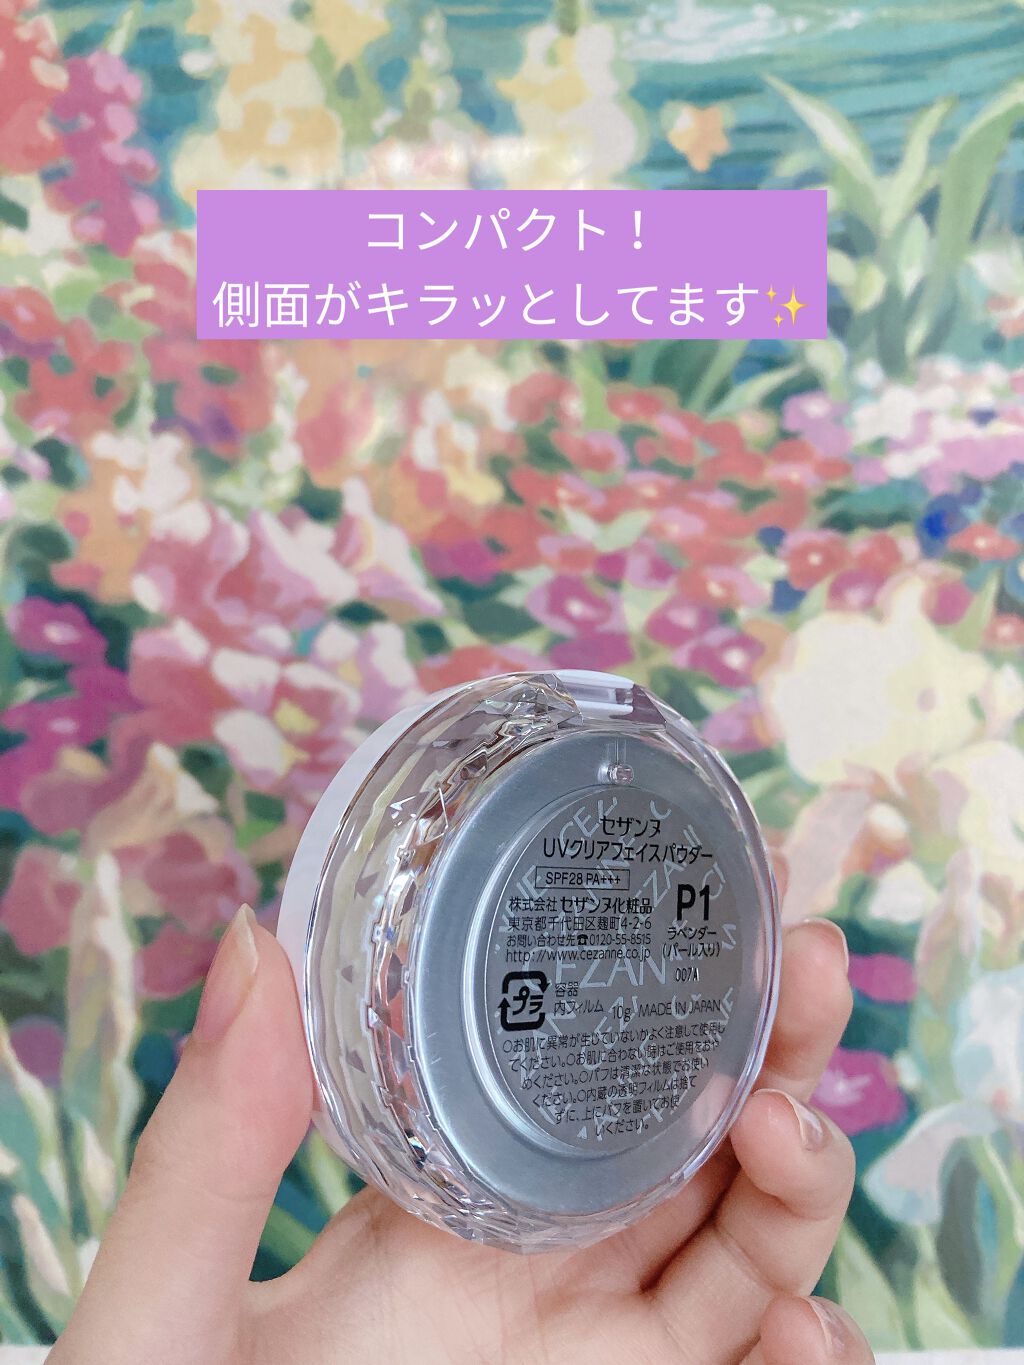 コンパクト！
側面がキラッとしてます✨
セザンヌ
UVクリアフェイスパウダー
SPF28 PA+++
株式会社 セザンヌ化粧品
東京都千代田区麹町4-2-6
お問い合わせ先☎0120-55-8515
http://www.cezanne.co.jp
P1
ラベンダー
(パール入り)
007A
プラ
容器
内フィルム 10g MADE IN JAPAN
○お肌に異常が生じていないかよく注意して使用し
てください。○お肌に合わない時はご使用をおや
めください。○パフは清潔な状態でお使い
ください。○内蔵の透明フィルムは捨て
ずに、上にパフを置いてお使
いください。
CEZANNE